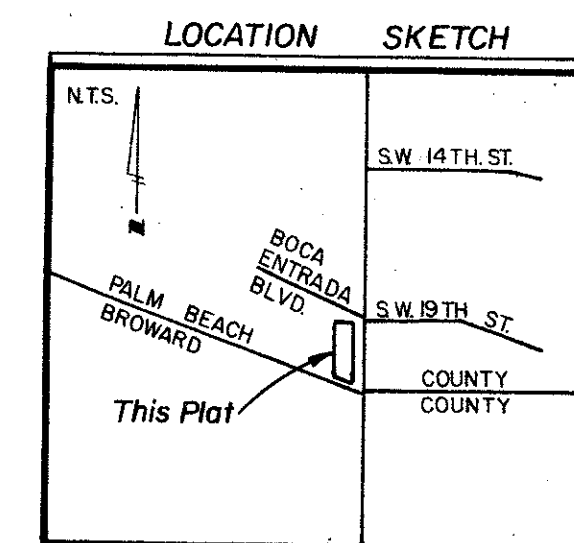 LOCATION SKETCH
N.T.S.
S.W. 14TH. ST.
BOCA
ENTRADA
BLVD.
PALM BEACH
BROWARD
S.W. 19TH ST.
COUNTY
COUNTY
This Plat